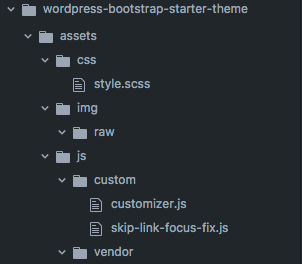 wordpress-bootstrap-starter-theme
assets
css
style.scss
img
raw
js
custom
customizer.js
skip-link-focus-fix.js
vendor